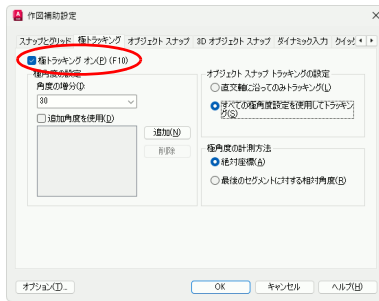 作図補助設定
スナップとグリッド 極トラッキング オブジェクト スナップ 3D オブジェクト スナップ ダイナミック入力 クイック
極トラッキング オン(P) (F10)
極角度の設定
角度の増分(I):
30
追加角度を使用(D)
追加(N)
削除
オブジェクト スナップ トラッキングの設定
直交軸に沿ってのみトラッキング(L)
すべての極角度設定を使用してトラッキン
グ(S)
極角度の計測方法
絶対座標(A)
最後のセグメントに対する相対角度(R)
オプション(T)...
OK
キャンセル
ヘルプ(H)